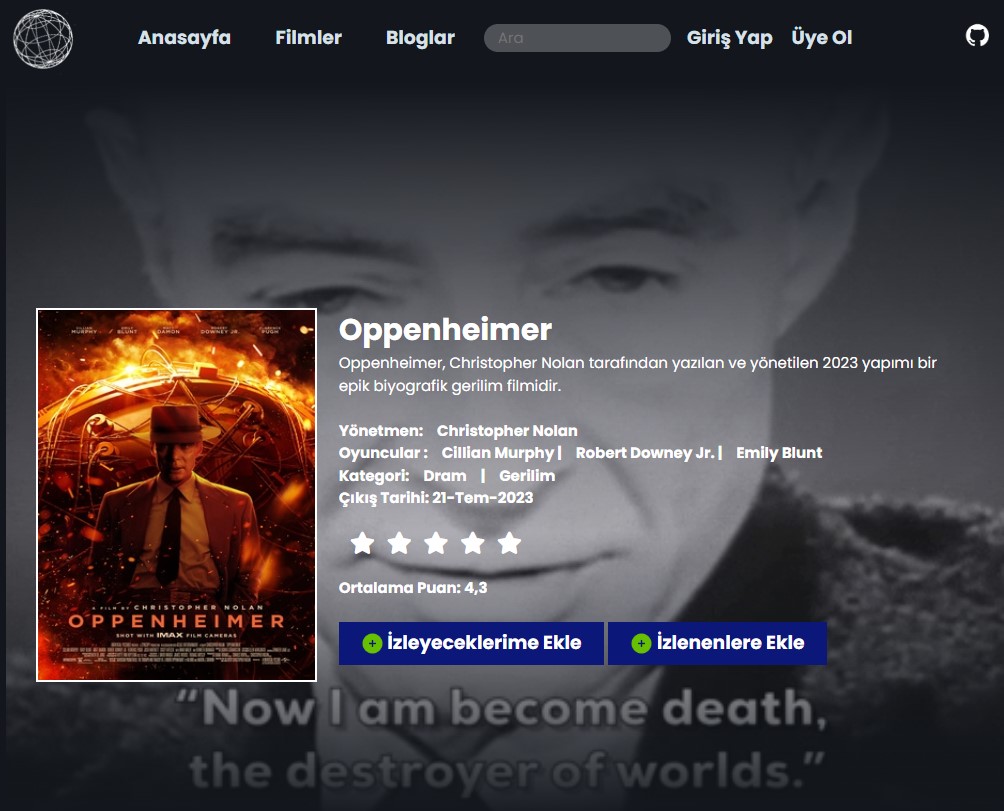 Anasayfa Filmler Bloglar Ara Giriş Yap Üye Ol
CILLIAN MURPHY EMILY BLUNT DAMON ROBERT DOWNEY JR. PUGH
A FILM BY CHRISTOPHER NOLAN
OPPENHEIMER
SHOT WITH IMAX FILM CAMERAS
Oppenheimer
Oppenheimer, Christopher Nolan tarafından yazılan ve yönetilen 2023 yapımı bir
epik biyografik gerilim filmidir.
Yönetmen: Christopher Nolan
Oyuncular : Cillian Murphy | Robert Downey Jr. | Emily Blunt
Kategori: Dram | Gerilim
Çıkış Tarihi: 21-Tem-2023
Ortalama Puan: 4,3
İzleyeceklerime Ekle İzlenenlere Ekle
“Now I am become death,
the destroyer of worlds.”